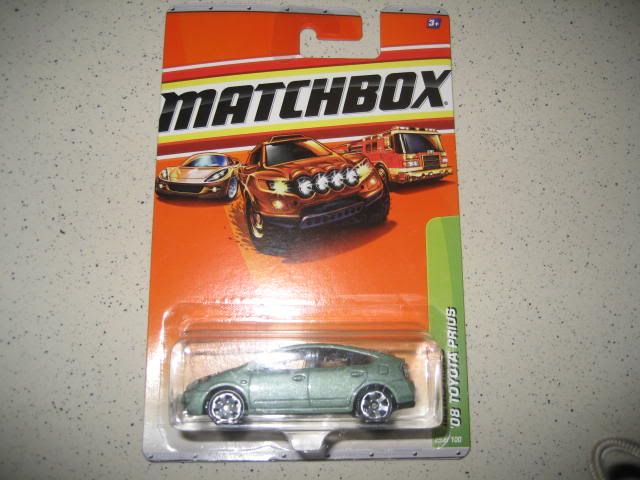 3+
MATCHBOX
'08 TOYOTA PRIUS